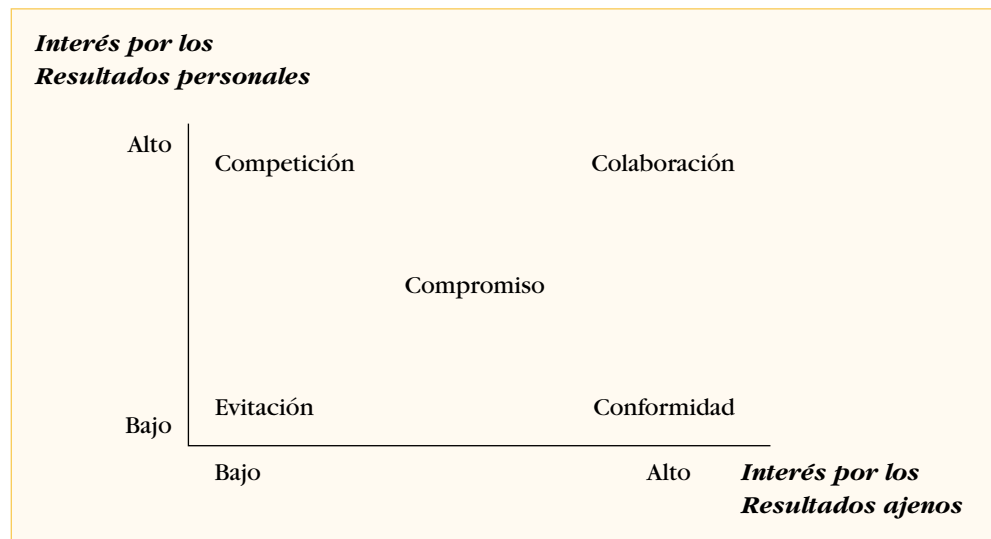 Interés por los
Resultados personales
Alto
Competición Colaboración
Compromiso
Evitación Conformidad
Bajo
Bajo Alto Interés por los
Resultados ajenos